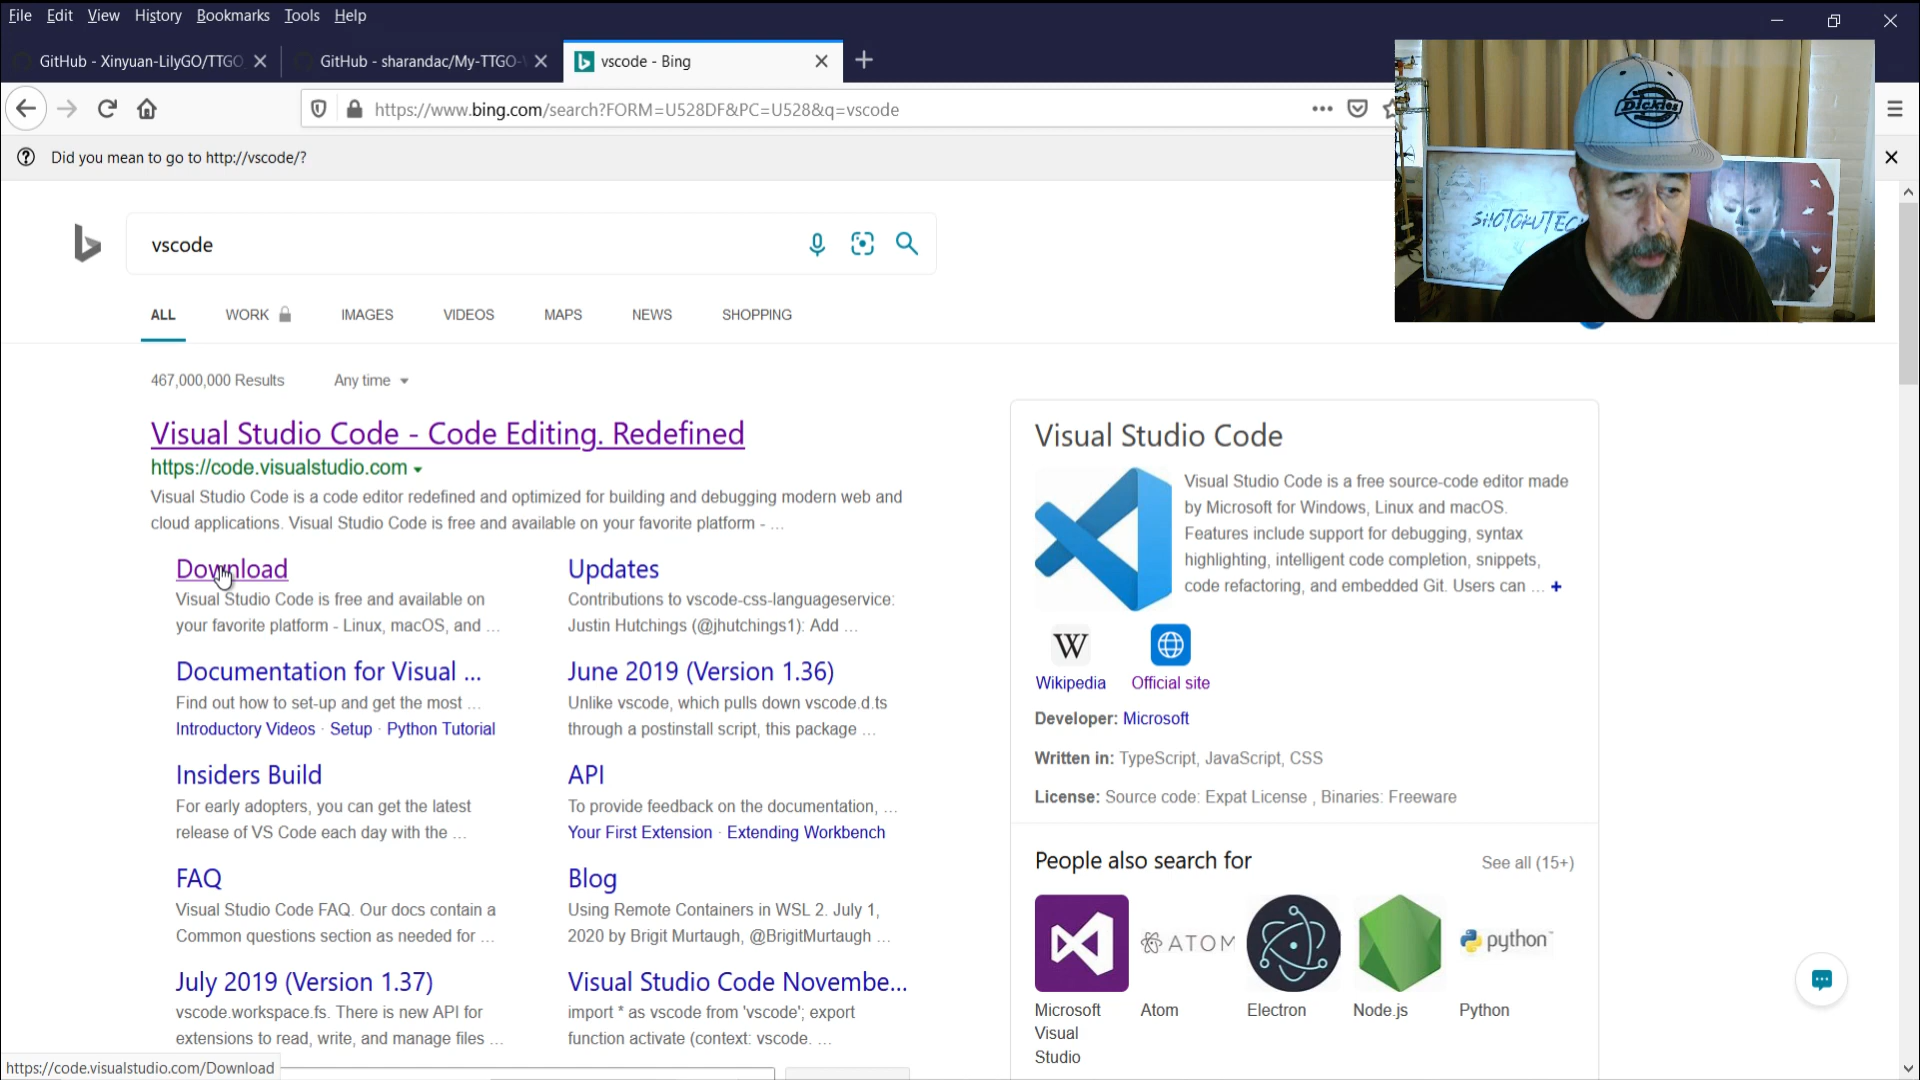 File Edit View History Bookmarks Tools Help
GitHub - Xinyuan-LilyGO/TTGO
GitHub - sharandac/My-TTGO-
vscode - Bing
https://www.bing.com/search?FORM=U528DF&PC=U528&q=vscode
Did you mean to go to http://vscode/?
Dickies
SHOTOKUTECH
vscode
ALL WORK IMAGES VIDEOS MAPS NEWS SHOPPING
467,000,000 Results Any time
Visual Studio Code - Code Editing. Redefined
https://code.visualstudio.com
Visual Studio Code is a code editor redefined and optimized for building and debugging modern web and
cloud applications. Visual Studio Code is free and available on your favorite platform - ...
Download
Visual Studio Code is free and available on
your favorite platform - Linux, macOS, and ...
Updates
Contributions to vscode-css-languageservice:
Justin Hutchings (@jhutchings1): Add ...
Documentation for Visual ...
Find out how to set-up and get the most ...
Introductory Videos · Setup · Python Tutorial
June 2019 (Version 1.36)
Unlike vscode, which pulls down vscode.d.ts
through a postinstall script, this package ...
Insiders Build
For early adopters, you can get the latest
release of VS Code each day with the ...
API
To provide feedback on the documentation, ...
Your First Extension · Extending Workbench
FAQ
Visual Studio Code FAQ. Our docs contain a
Common questions section as needed for ...
Blog
Using Remote Containers in WSL 2. July 1,
2020 by Brigit Murtaugh, @BrigitMurtaugh ...
July 2019 (Version 1.37)
vscode.workspace.fs. There is new API for
extensions to read, write, and manage files ...
Visual Studio Code Novembe...
import * as vscode from 'vscode'; export
function activate (context: vscode. ...
Visual Studio Code
Visual Studio Code is a free source-code editor made
by Microsoft for Windows, Linux and macOS.
Features include support for debugging, syntax
highlighting, intelligent code completion, snippets,
code refactoring, and embedded Git. Users can ... +
W
Wikipedia Official site
Developer: Microsoft
Written in: TypeScript, JavaScript, CSS
License: Source code: Expat License , Binaries: Freeware
People also search for See all (15+)
ATOM
python
Microsoft
Visual
Studio
Atom
Electron
Node.js
Python
https://code.visualstudio.com/Download